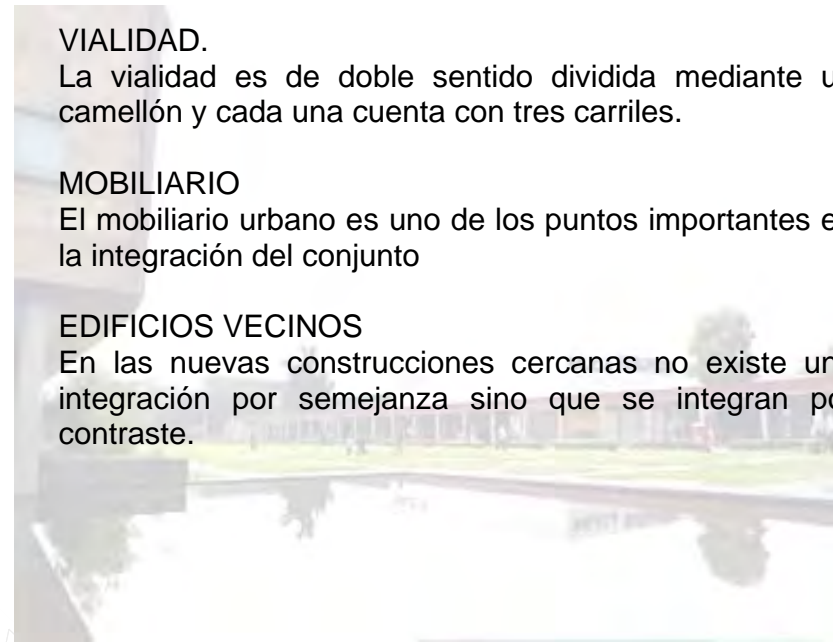 VIALIDAD.
La vialidad es de doble sentido dividida mediante
camellón y cada una cuenta con tres carriles.
MOBILIARIO
El mobiliario urbano es uno de los puntos importantes
la integración del conjunto
EDIFICIOS VECINOS
En las nuevas construcciones cercanas no existe
integración por semejanza sino que se integran
contraste.